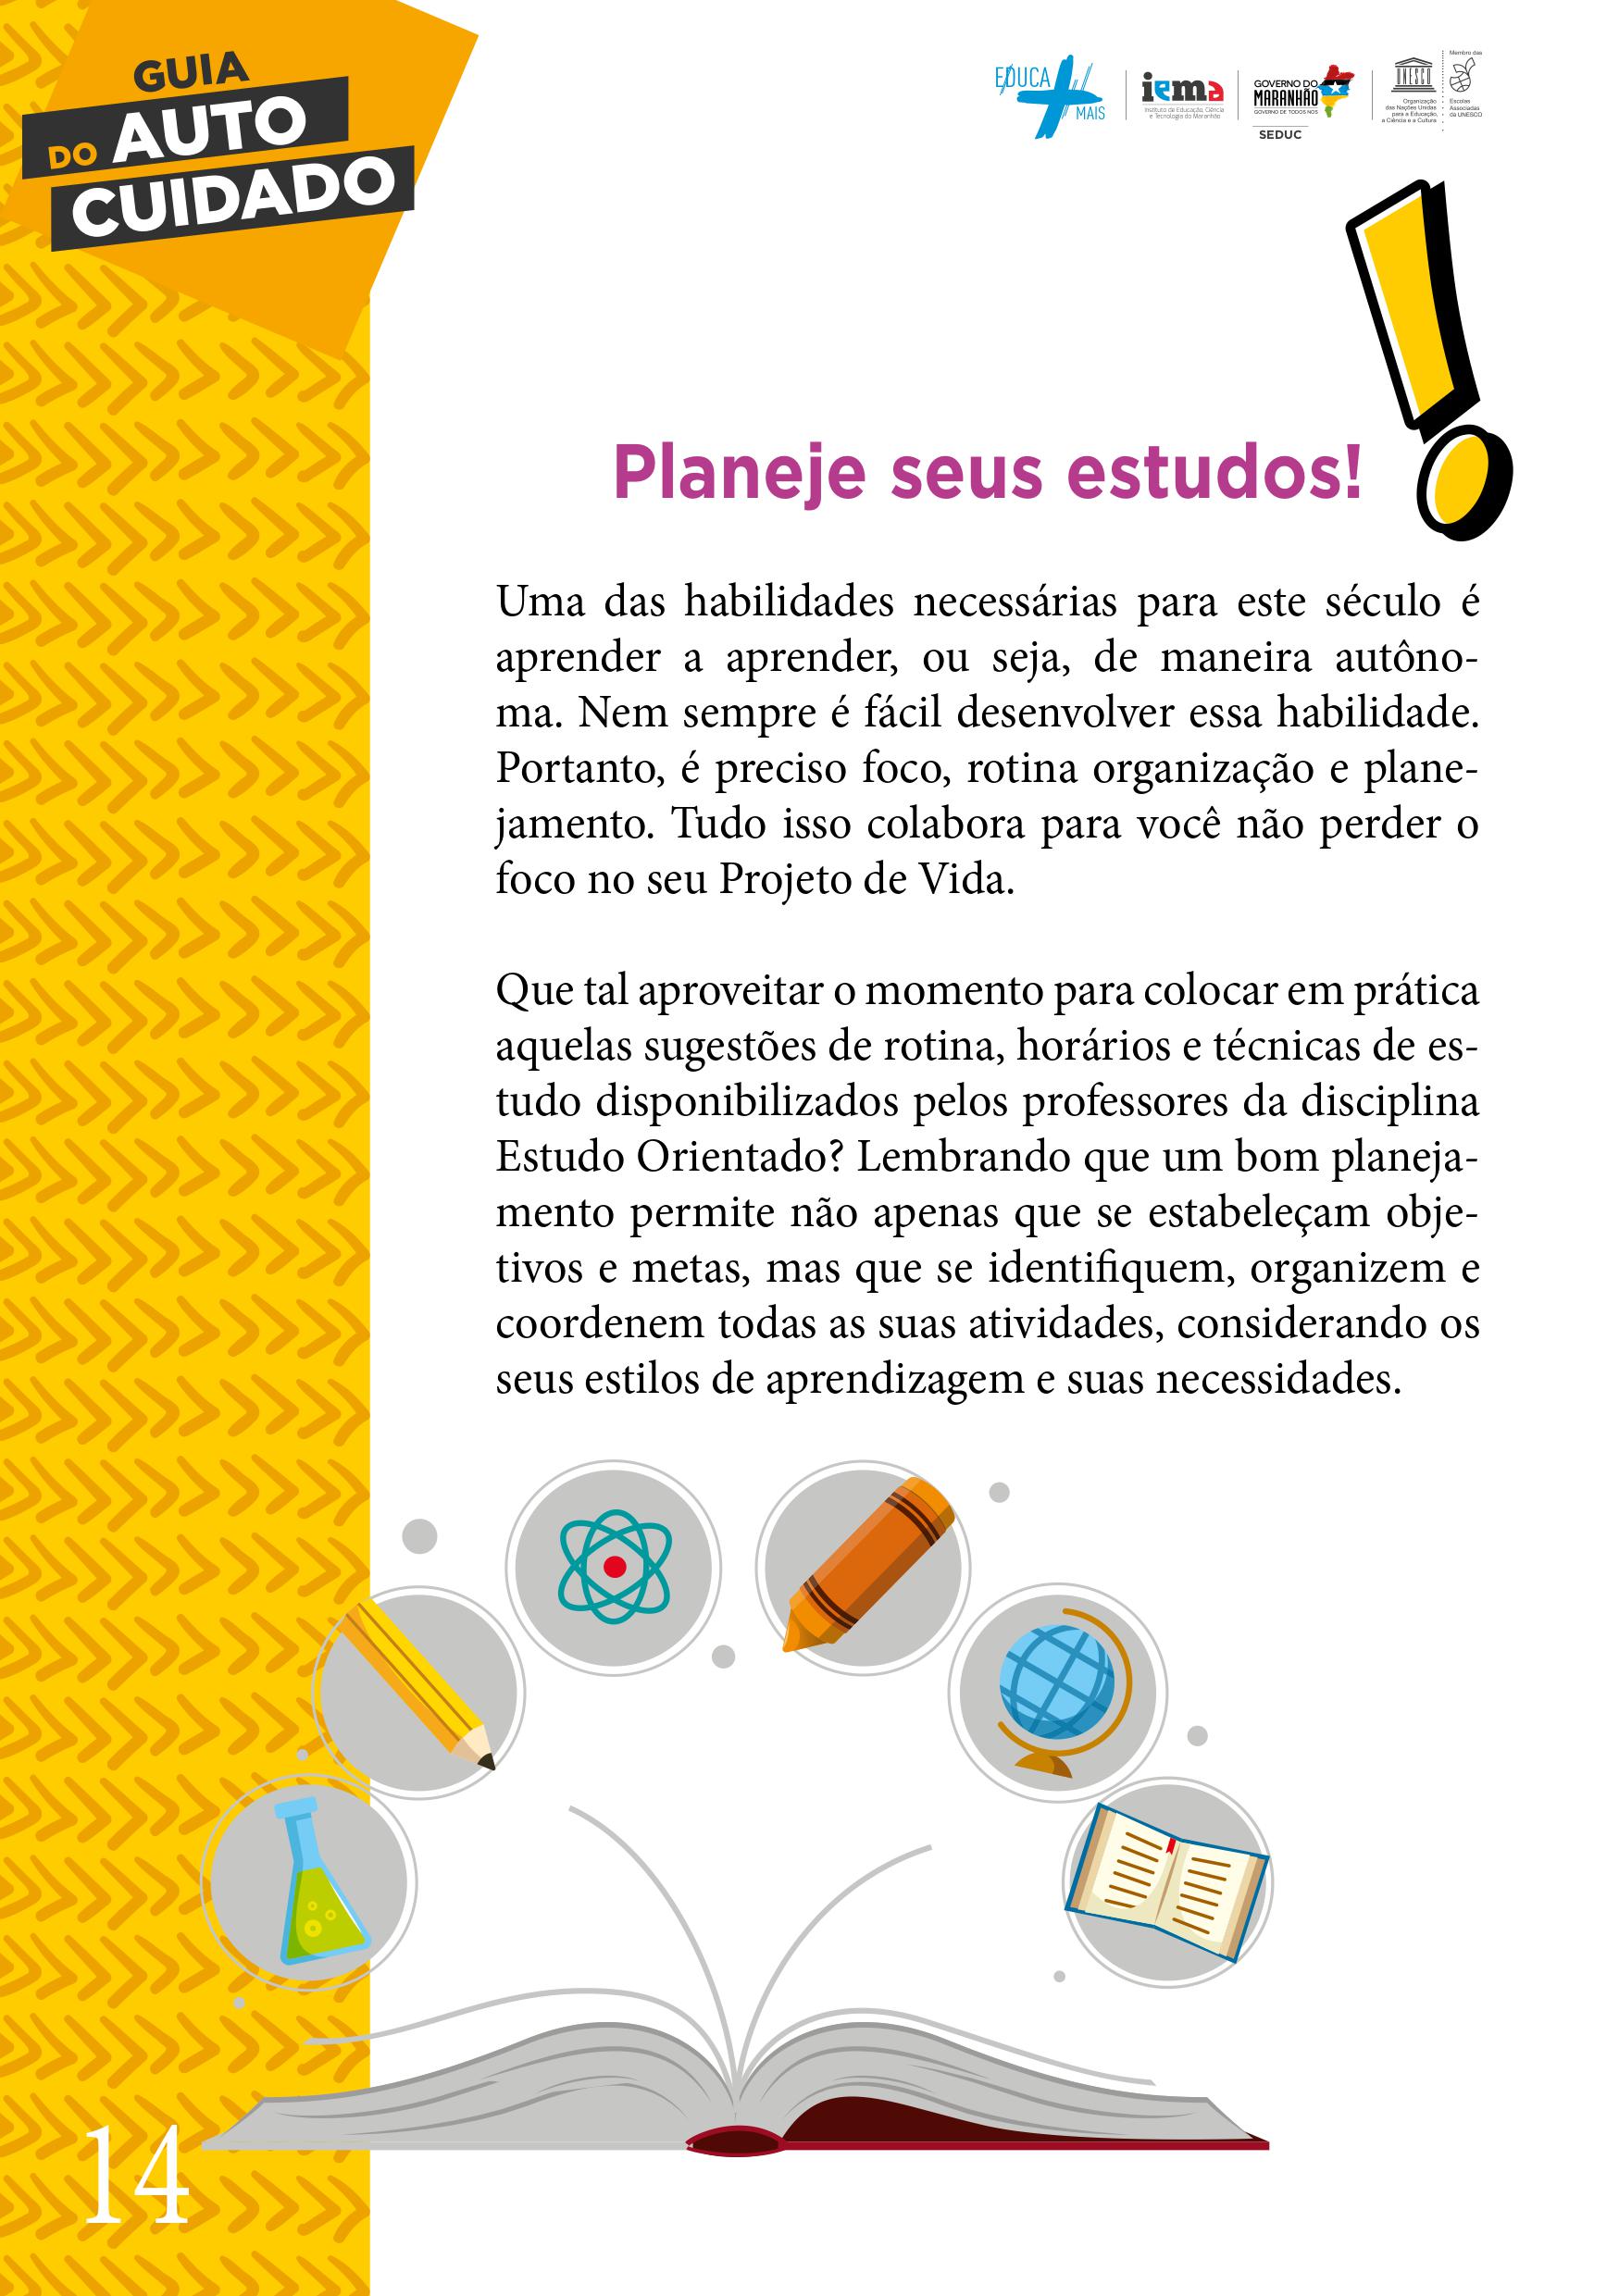 GUIA
DO AUTO
CUIDADO
EDUCA
MAIS
iema
Instituto de Educação, Ciência
e Tecnologia do Maranhão
GOVERNO DO
MARANHÃO
GOVERNO DE TODOS NÓS
SEDUC
UNESCO
Organização
das Nações Unidas
para a Educação,
a Ciência e a Cultura
Membro das
Escolas
Associadas
da UNESCO
Planeje seus estudos!
Uma das habilidades necessárias para este século é
aprender a aprender, ou seja, de maneira autôno-
ma. Nem sempre é fácil desenvolver essa habilidade.
Portanto, é preciso foco, rotina organização e plane-
jamento. Tudo isso colabora para você não perder o
foco no seu Projeto de Vida.
Que tal aproveitar o momento para colocar em prática
aquelas sugestões de rotina, horários e técnicas de es-
tudo disponibilizados pelos professores da disciplina
Estudo Orientado? Lembrando que um bom planeja-
mento permite não apenas que se estabeleçam obje-
tivos e metas, mas que se identifiquem, organizem e
coordenem todas as suas atividades, considerando os
seus estilos de aprendizagem e suas necessidades.
14